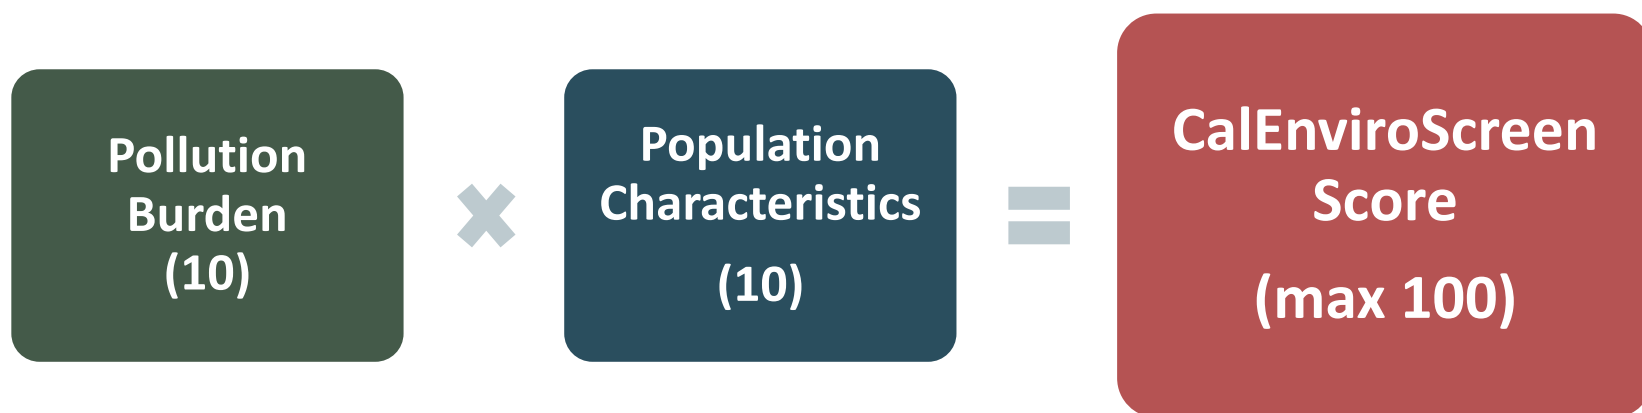 Pollution
Burden
(10)
Population
Characteristics
(10)
CalEnviroScreen
Score
(max 100)